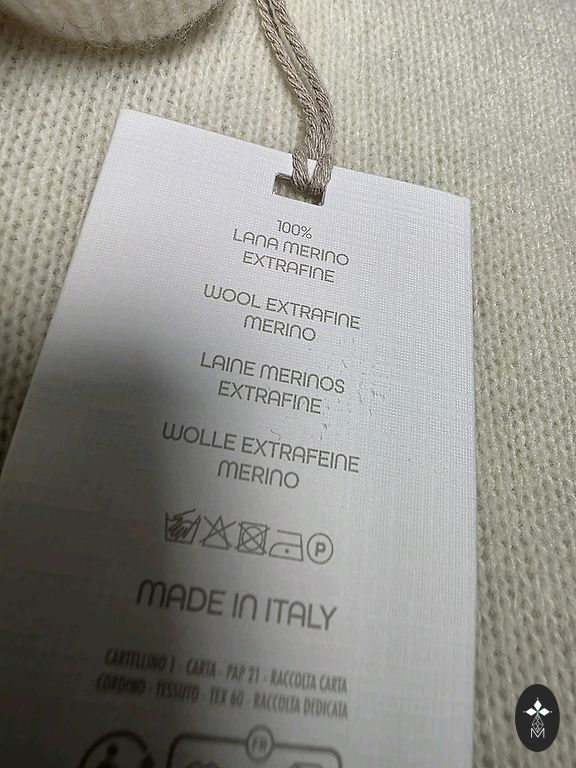 100%
LANA MERINO
EXTRAFINE
WOOL EXTRAFINE
MERINO
LAINE MERINOS
EXTRAFINE
WOLLE EXTRAFEINE
MERINO
P
MADE IN ITALY
CARTELLINO 1 - CARTA - PAP 21 - RACCOLTA CARTA
CORDINO - TESSUTO - TEX 60 - RACCOLTA DEDICATA
FR
M